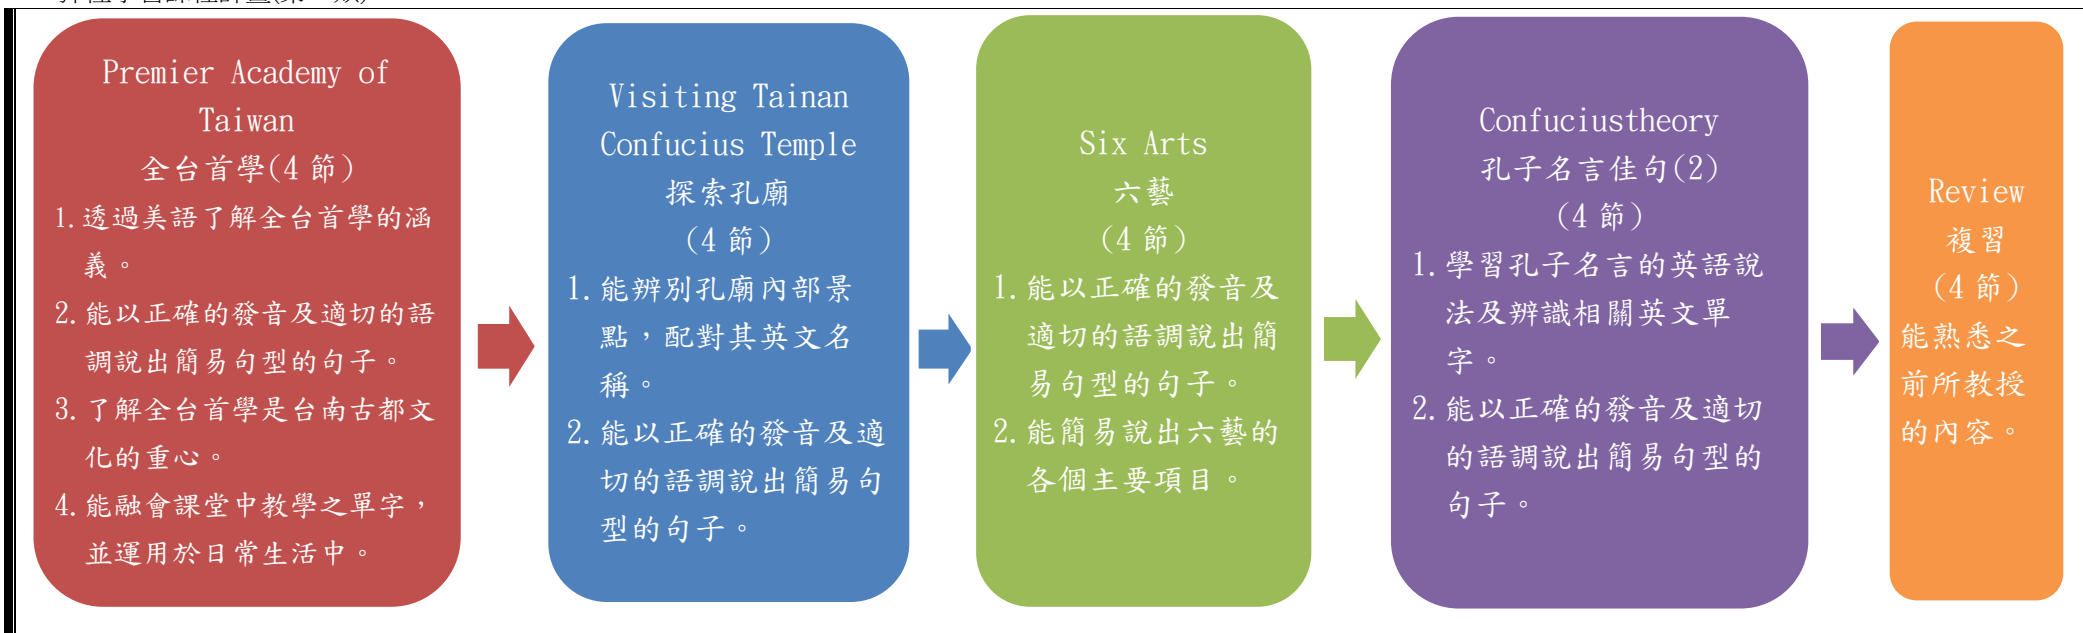 Premier Academy of
Taiwan
全台首學(4 節)
1.透過美語了解全台首學的涵
義。
2.能以正確的發音及適切的語
調說出簡易句型的句子。
3.了解全台首學是台南古都文
化的重心。
4.能融會課堂中教學之單字，
並運用於日常生活中。
Visiting Tainan
Confucius Temple
探索孔廟
(4 節)
1.能辨別孔廟內部景
點，配對其英文名
稱。
2.能以正確的發音及適
切的語調說出簡易句
型的句子。
Six Arts
六藝
(4 節)
1.能以正確的發音及
適切的語調說出簡
易句型的句子。
2.能簡易說出六藝的
各個主要項目。
Confuciustheory
孔子名言佳句(2)
(4 節)
1.學習孔子名言的英語說
法及辨識相關英文單
字。
2.能以正確的發音及適切
的語調說出簡易句型的
句子。
Review
複習
(4 節)
能熟悉之
前所教授
的內容。